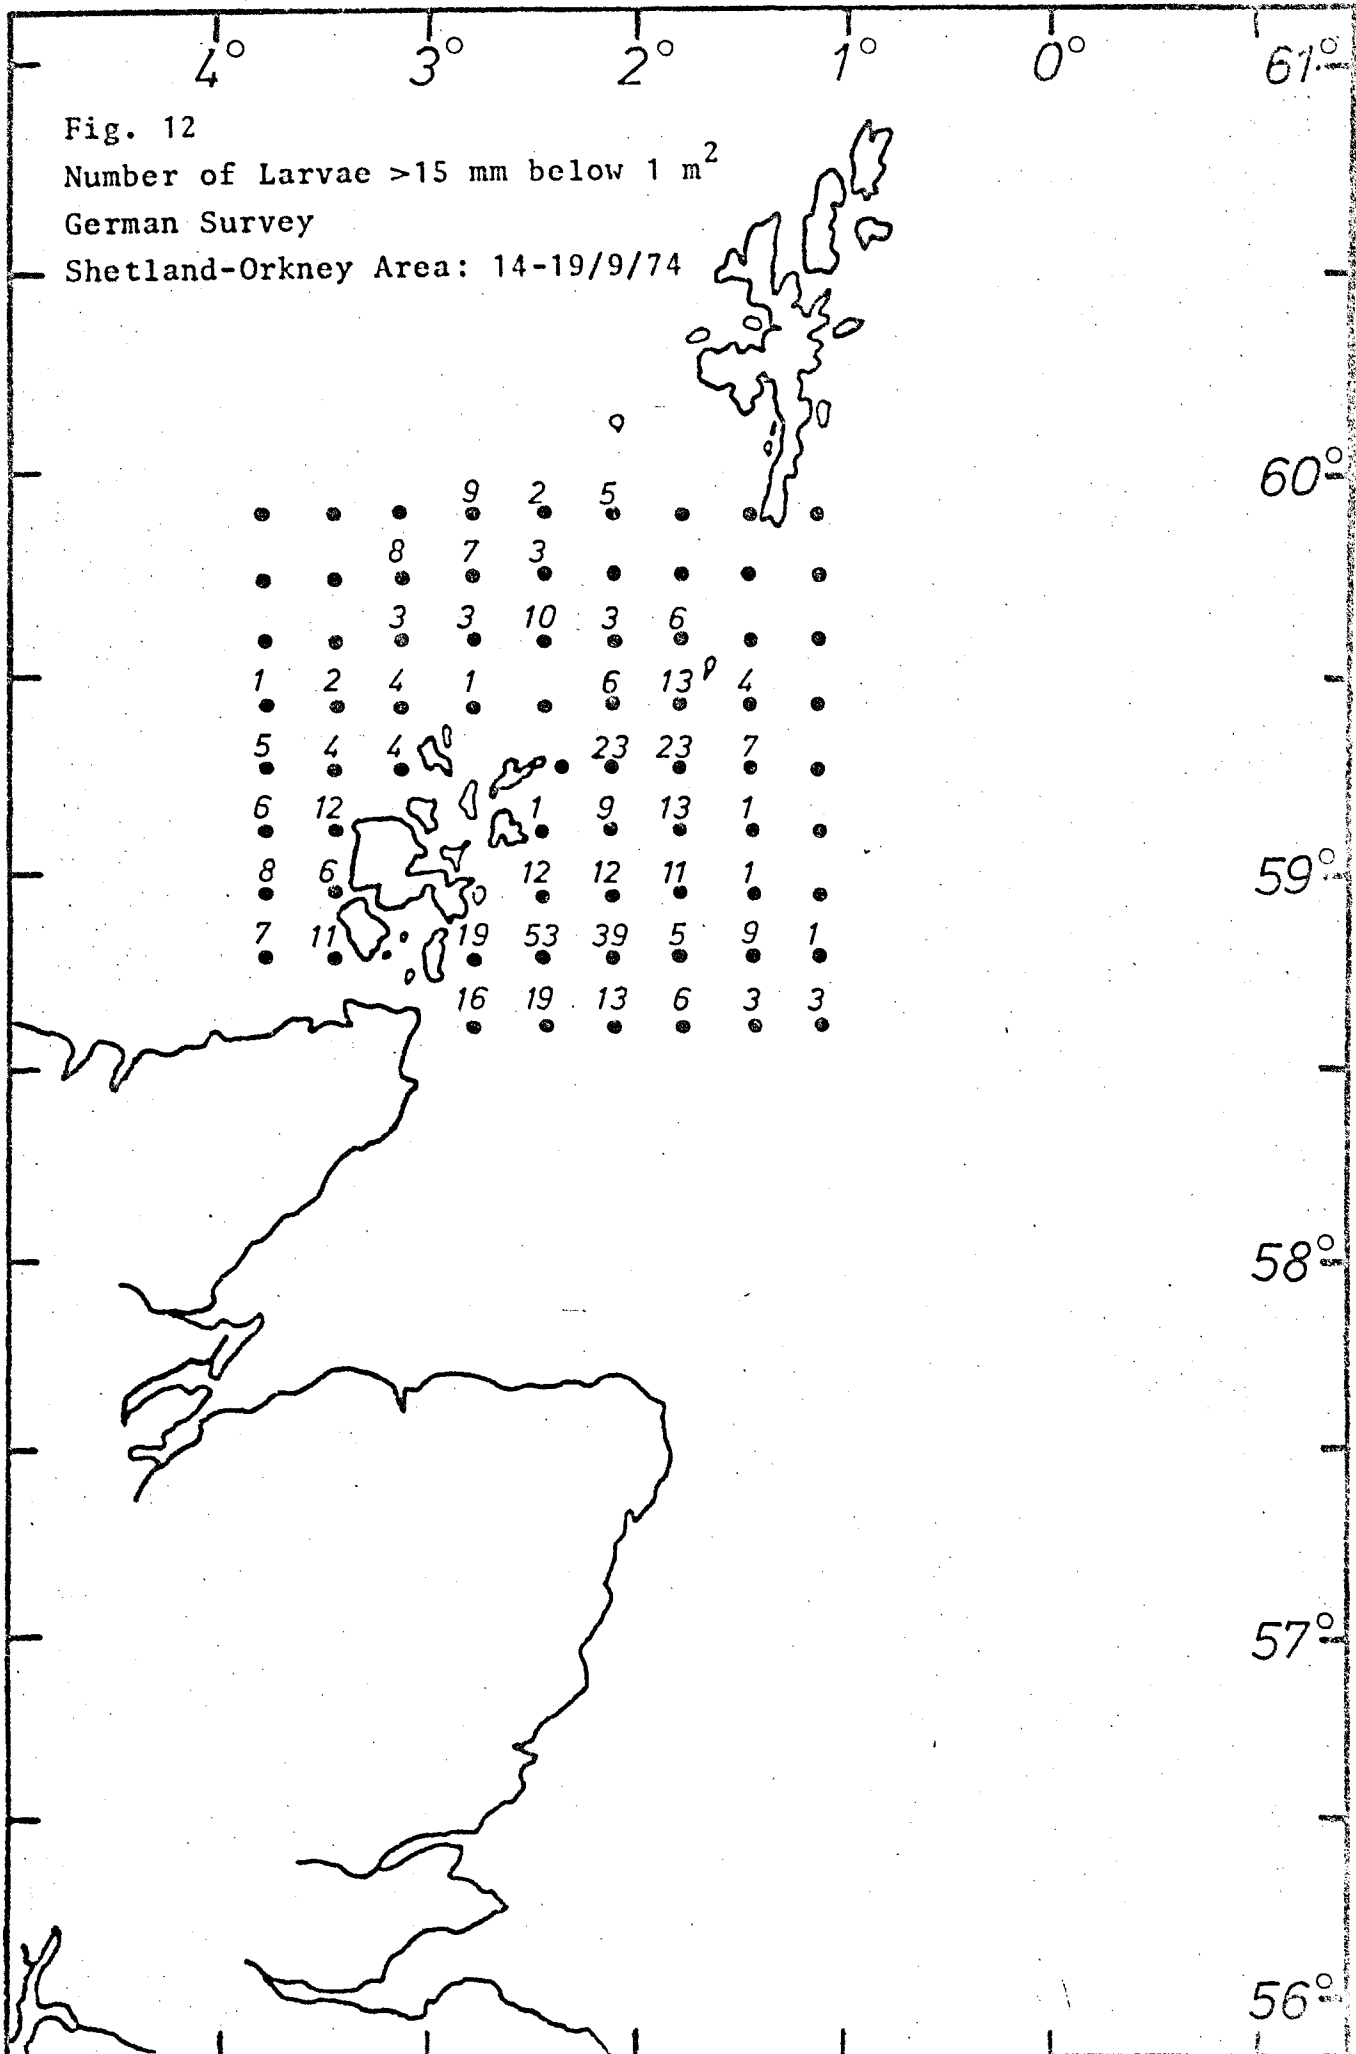 4° 3° 2° 1° 0° 61°
Fig. 12
Number of Larvae >15 mm below 1 m²
German Survey
Shetland-Orkney Area: 14-19/9/74
60°
9 2 5
8 7 3
3 3 10 3 6
1 2 4 1 6 13 4
5 4 4 23 23 7
6 12 1 9 13 1
59°
8 6 12 12 11 1
7 11 19 53 39 5 9 1
16 19 13 6 3 3
58°
57°
56°